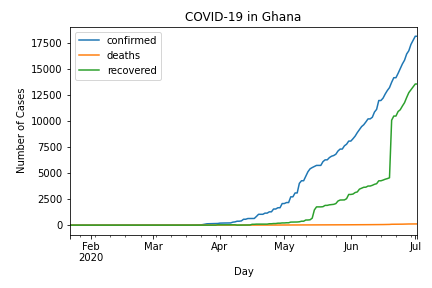 COVID-19 in Ghana
confirmed
deaths
recovered
Number of Cases
17500
15000
12500
10000
7500
5000
2500
0
Feb
2020
Mar
Apr
May
Jun
Jul
Day